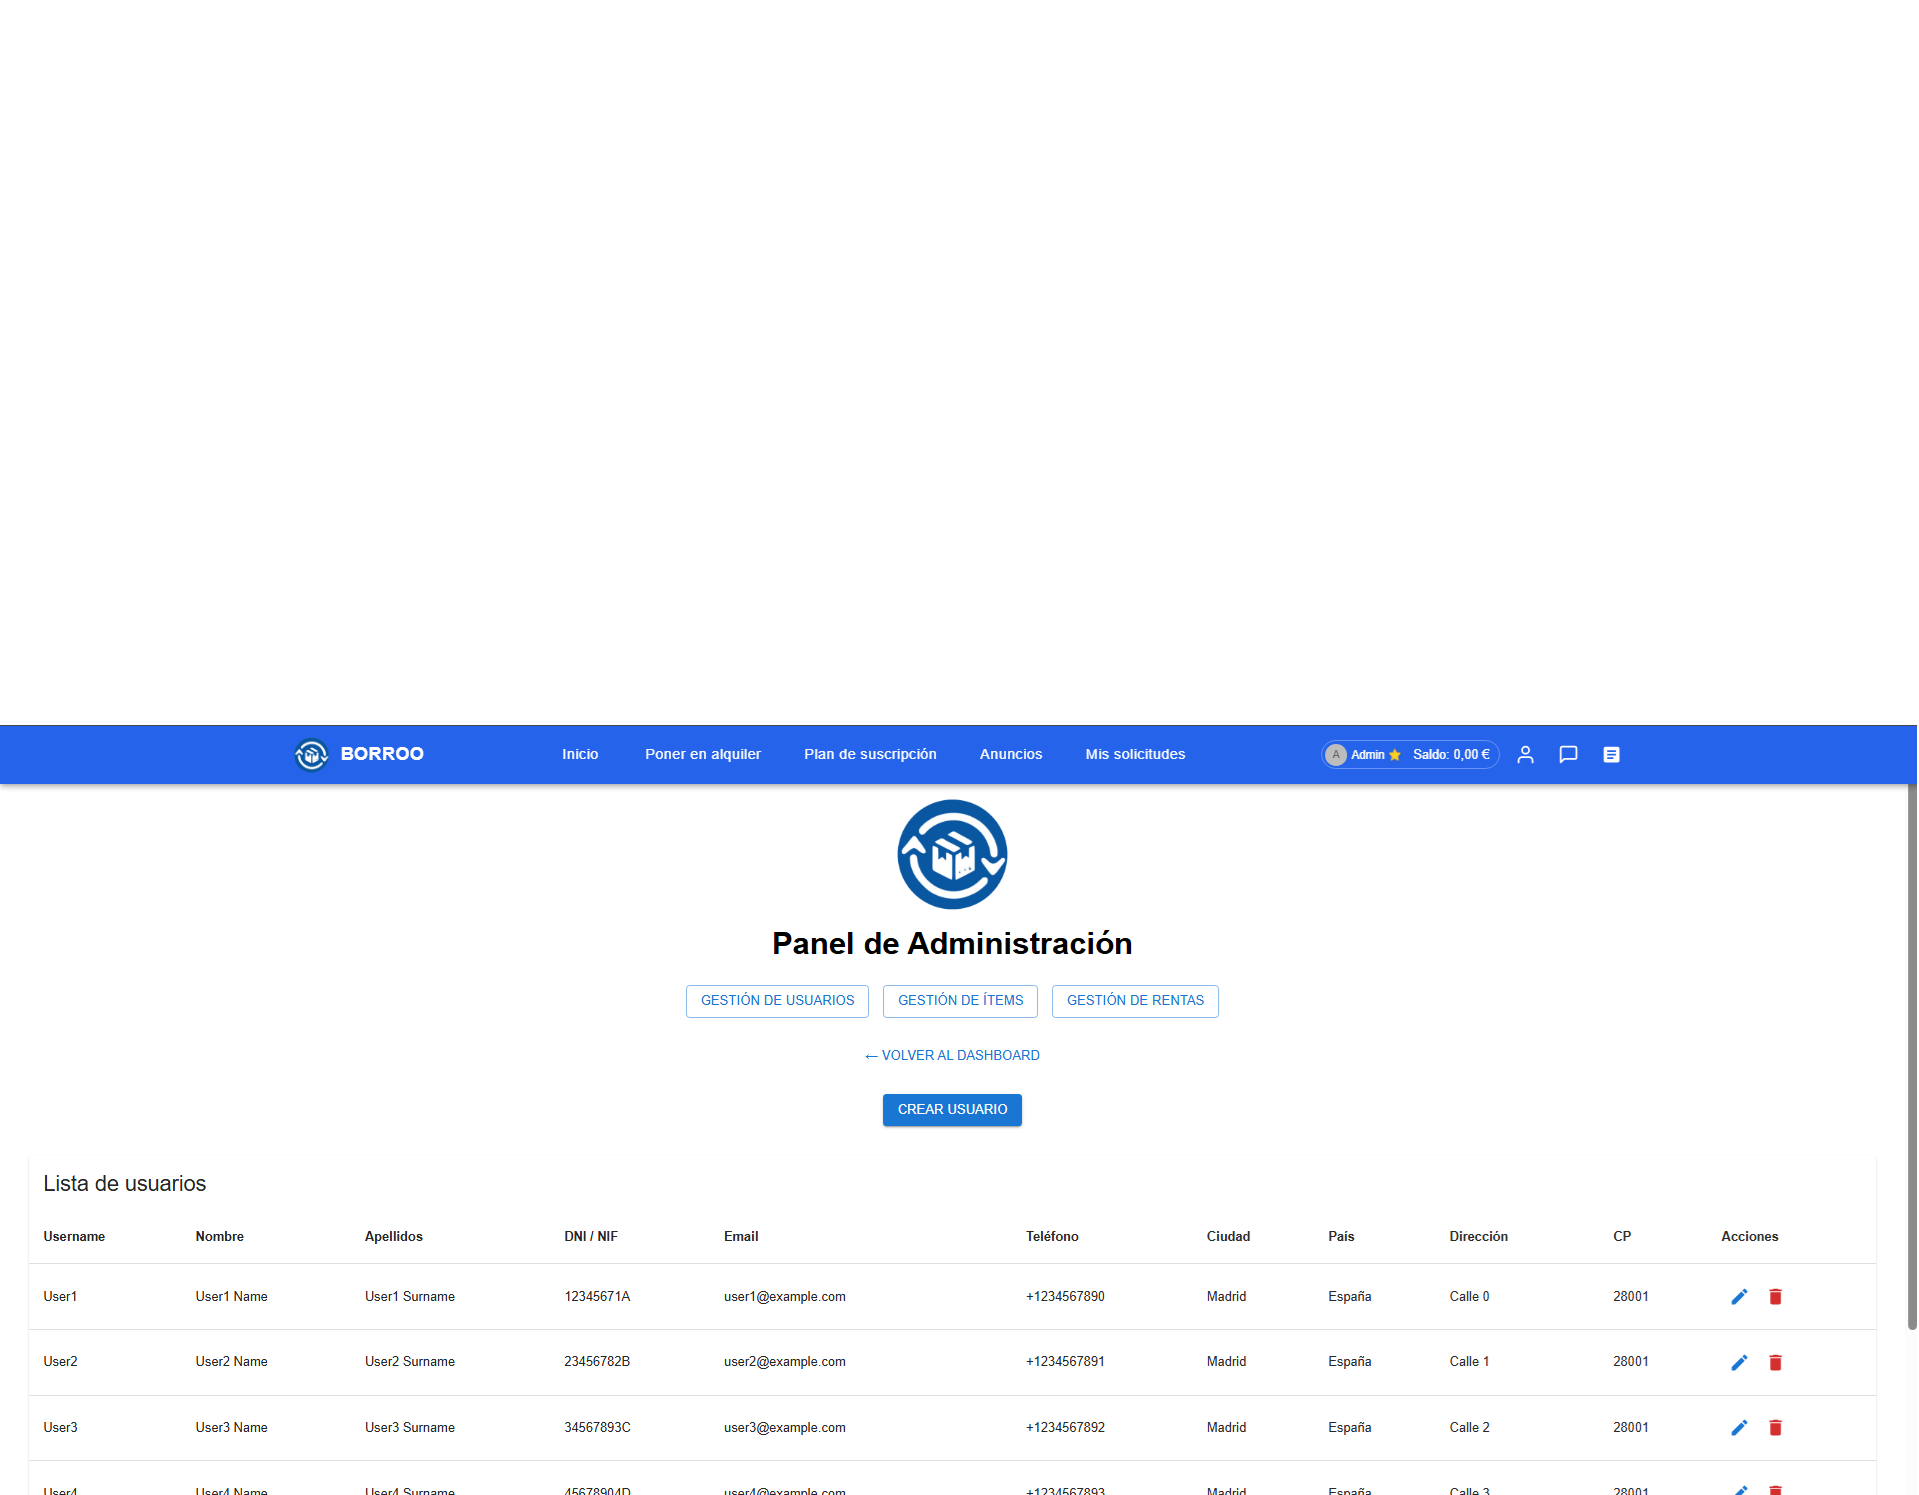 BORROO Inicio Poner en alquiler Plan de suscripción Anuncios Mis solicitudes A Admin Saldo: 0,00 €
Panel de Administración
GESTIÓN DE USUARIOS GESTIÓN DE ÍTEMS GESTIÓN DE RENTAS
← VOLVER AL DASHBOARD
CREAR USUARIO
Lista de usuarios
Username Nombre Apellidos DNI / NIF Email Teléfono Ciudad País Dirección CP Acciones
User1 User1 Name User1 Surname 12345671A user1@example.com +1234567890 Madrid España Calle 0 28001
User2 User2 Name User2 Surname 23456782B user2@example.com +1234567891 Madrid España Calle 1 28001
User3 User3 Name User3 Surname 34567893C user3@example.com +1234567892 Madrid España Calle 2 28001
User4 User4 Name User4 Surname 45678904D user4@example.com +1234567893 Madrid España Calle 3 28001